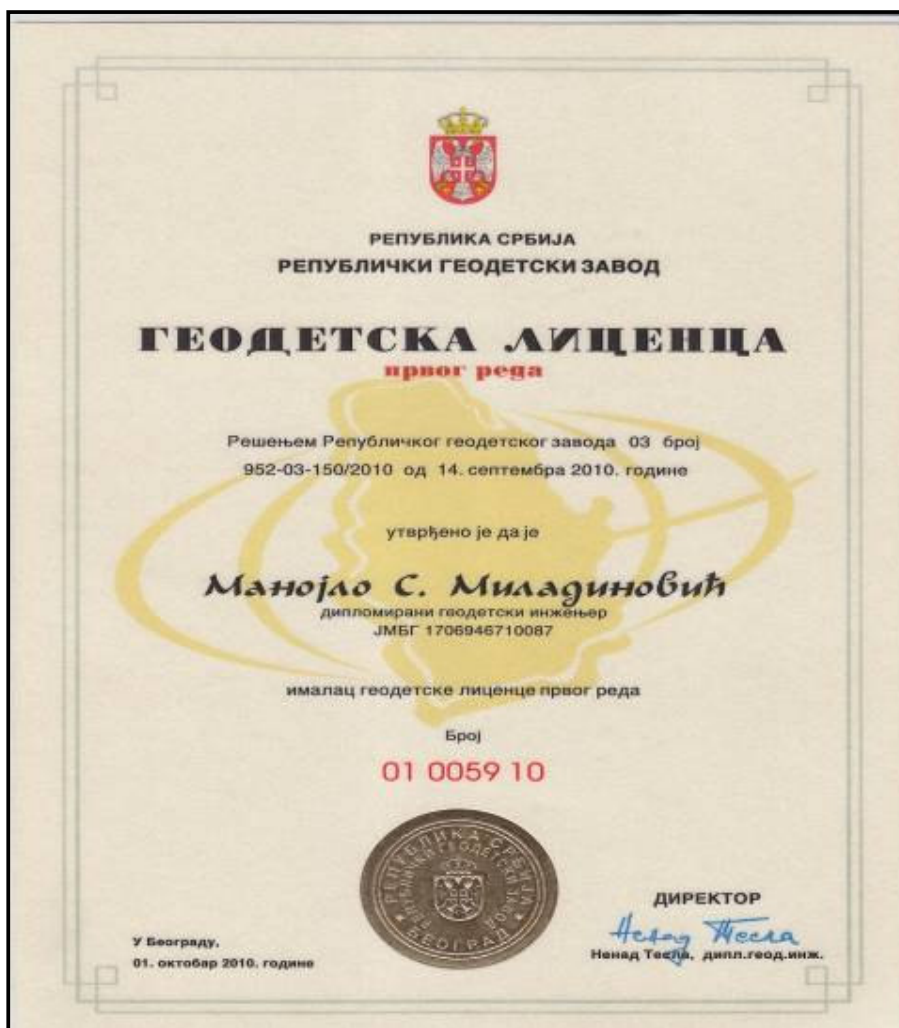 РЕПУБЛИКА СРБИЈА
РЕПУБЛИЧКИ ГЕОДЕТСКИ ЗАВОД
ГЕОДЕТСКА ЛИЦЕНЦА
првог реда
Решењем Републичког геодетског завода 03 број
952-03-150/2010 од 14. септембра 2010. године
утврђено је да је
Манојло С. Миладиновић
дипломирани геодетски инжењер
ЈМБГ 1706946710087
ималац геодетске лиценце првог реда
Број
01 0059 10
РЕПУБЛИКА СРБИЈА
РЕПУБЛИЧКИ ГЕОДЕТСКИ ЗАВОД
БЕОГРАД
ДИРЕКТОР
Ненад Тесла
Ненад Тесла, дипл.геод.инж.
У Београду,
01. октобар 2010. године